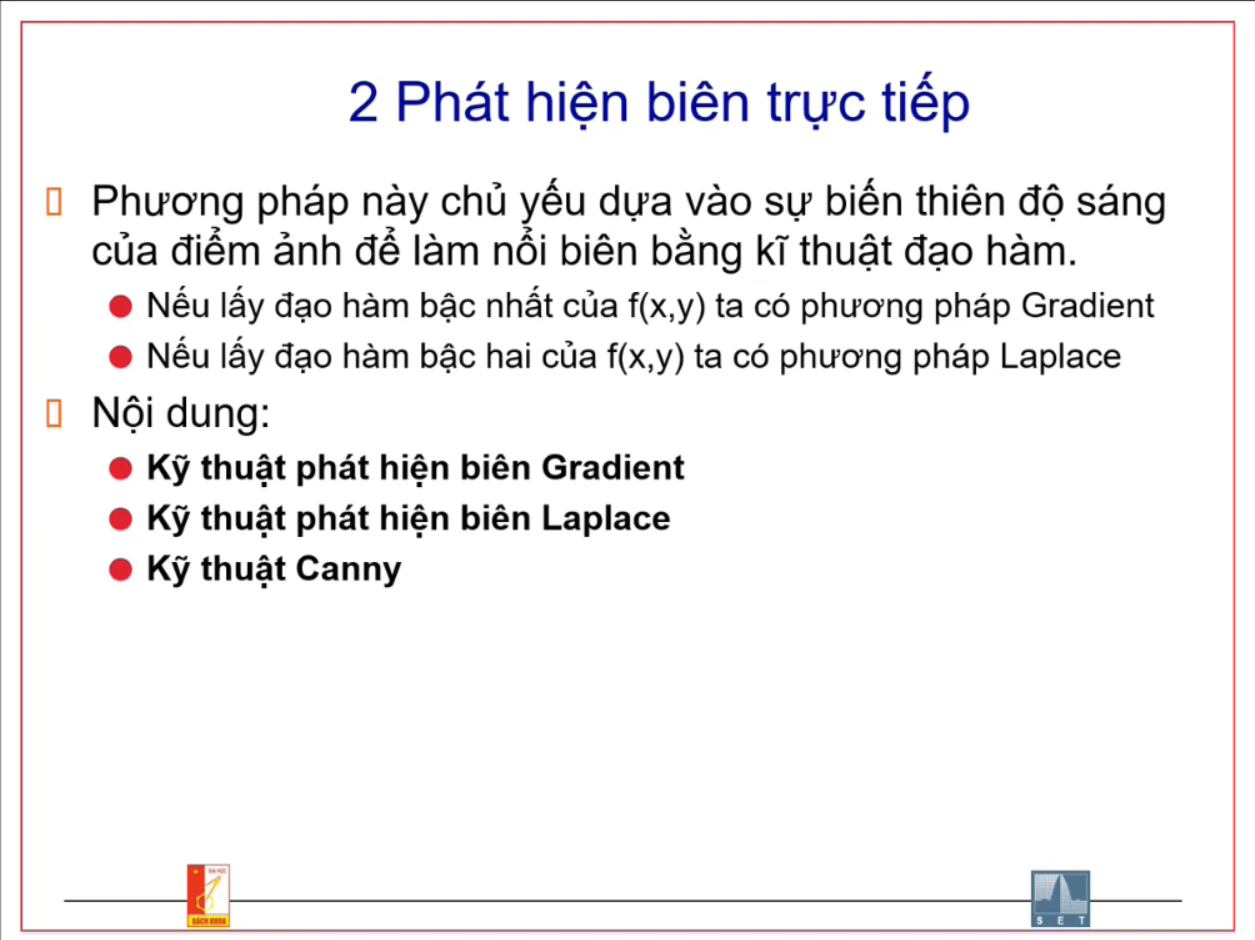 2 Phát hiện biên trực tiếp
Phương pháp này chủ yếu dựa vào sự biến thiên độ sáng
của điểm ảnh để làm nổi biên bằng kĩ thuật đạo hàm.
Nếu lấy đạo hàm bậc nhất của f(x,y) ta có phương pháp Gradient
Nếu lấy đạo hàm bậc hai của f(x,y) ta có phương pháp Laplace
Nội dung:
Kỹ thuật phát hiện biên Gradient
Kỹ thuật phát hiện biên Laplace
Kỹ thuật Canny
ĐẠI HỌC
BÁCH KHOA
SET